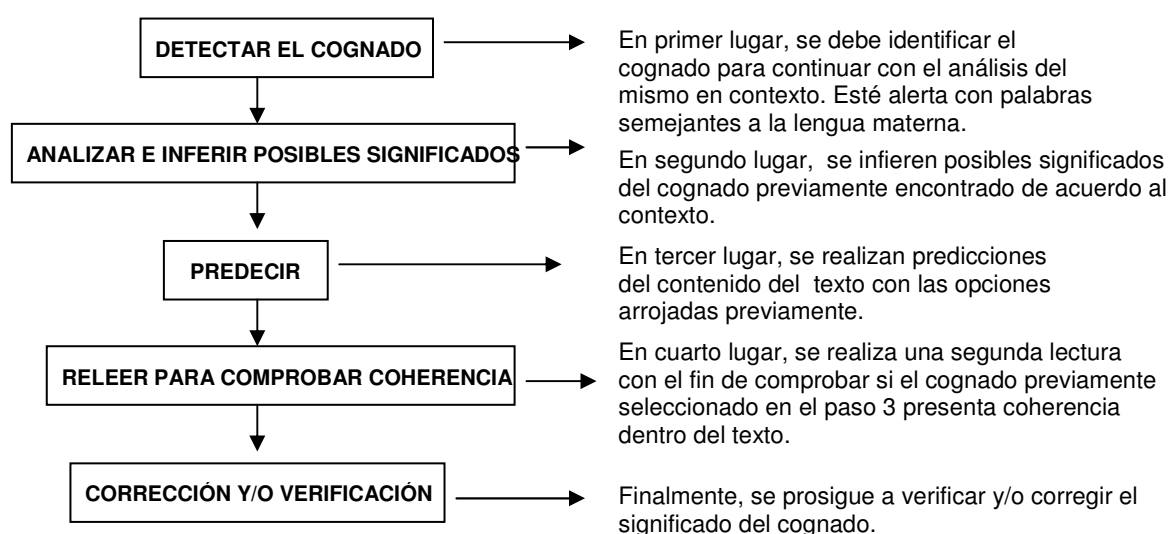 DETECTAR EL COGNADO
En primer lugar, se debe identificar el
cognado para continuar con el análisis del
mismo en contexto. Esté alerta con palabras
semejantes a la lengua materna.
ANALIZAR E INFERIR POSIBLES SIGNIFICADOS
En segundo lugar, se infieren posibles significados
del cognado previamente encontrado de acuerdo al
contexto.
PREDECIR
En tercer lugar, se realizan predicciones
del contenido del texto con las opciones
arrojadas previamente.
RELEER PARA COMPROBAR COHERENCIA
En cuarto lugar, se realiza una segunda lectura
con el fin de comprobar si el cognado previamente
seleccionado en el paso 3 presenta coherencia
dentro del texto.
CORRECCIÓN Y/O VERIFICACIÓN
Finalmente, se prosigue a verificar y/o corregir el
significado del cognado.